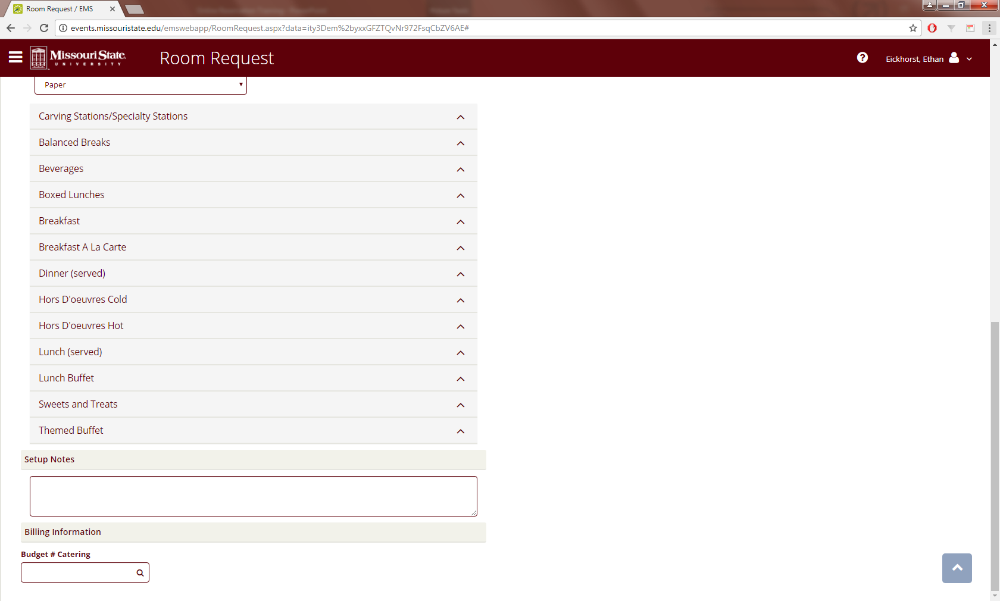 Room Request / EMS
events.missouristate.edu/emswebapp/RoomRequest.aspx?data=ity3Dem%2byxxGFZTQvNr972FsqCbZV6AE#
Missouri State
UNIVERSITY
Room Request
Eickhorst, Ethan
Paper
Carving Stations/Specialty Stations
Balanced Breaks
Beverages
Boxed Lunches
Breakfast
Breakfast A La Carte
Dinner (served)
Hors D'oeuvres Cold
Hors D'oeuvres Hot
Lunch (served)
Lunch Buffet
Sweets and Treats
Themed Buffet
Setup Notes
Billing Information
Budget # Catering